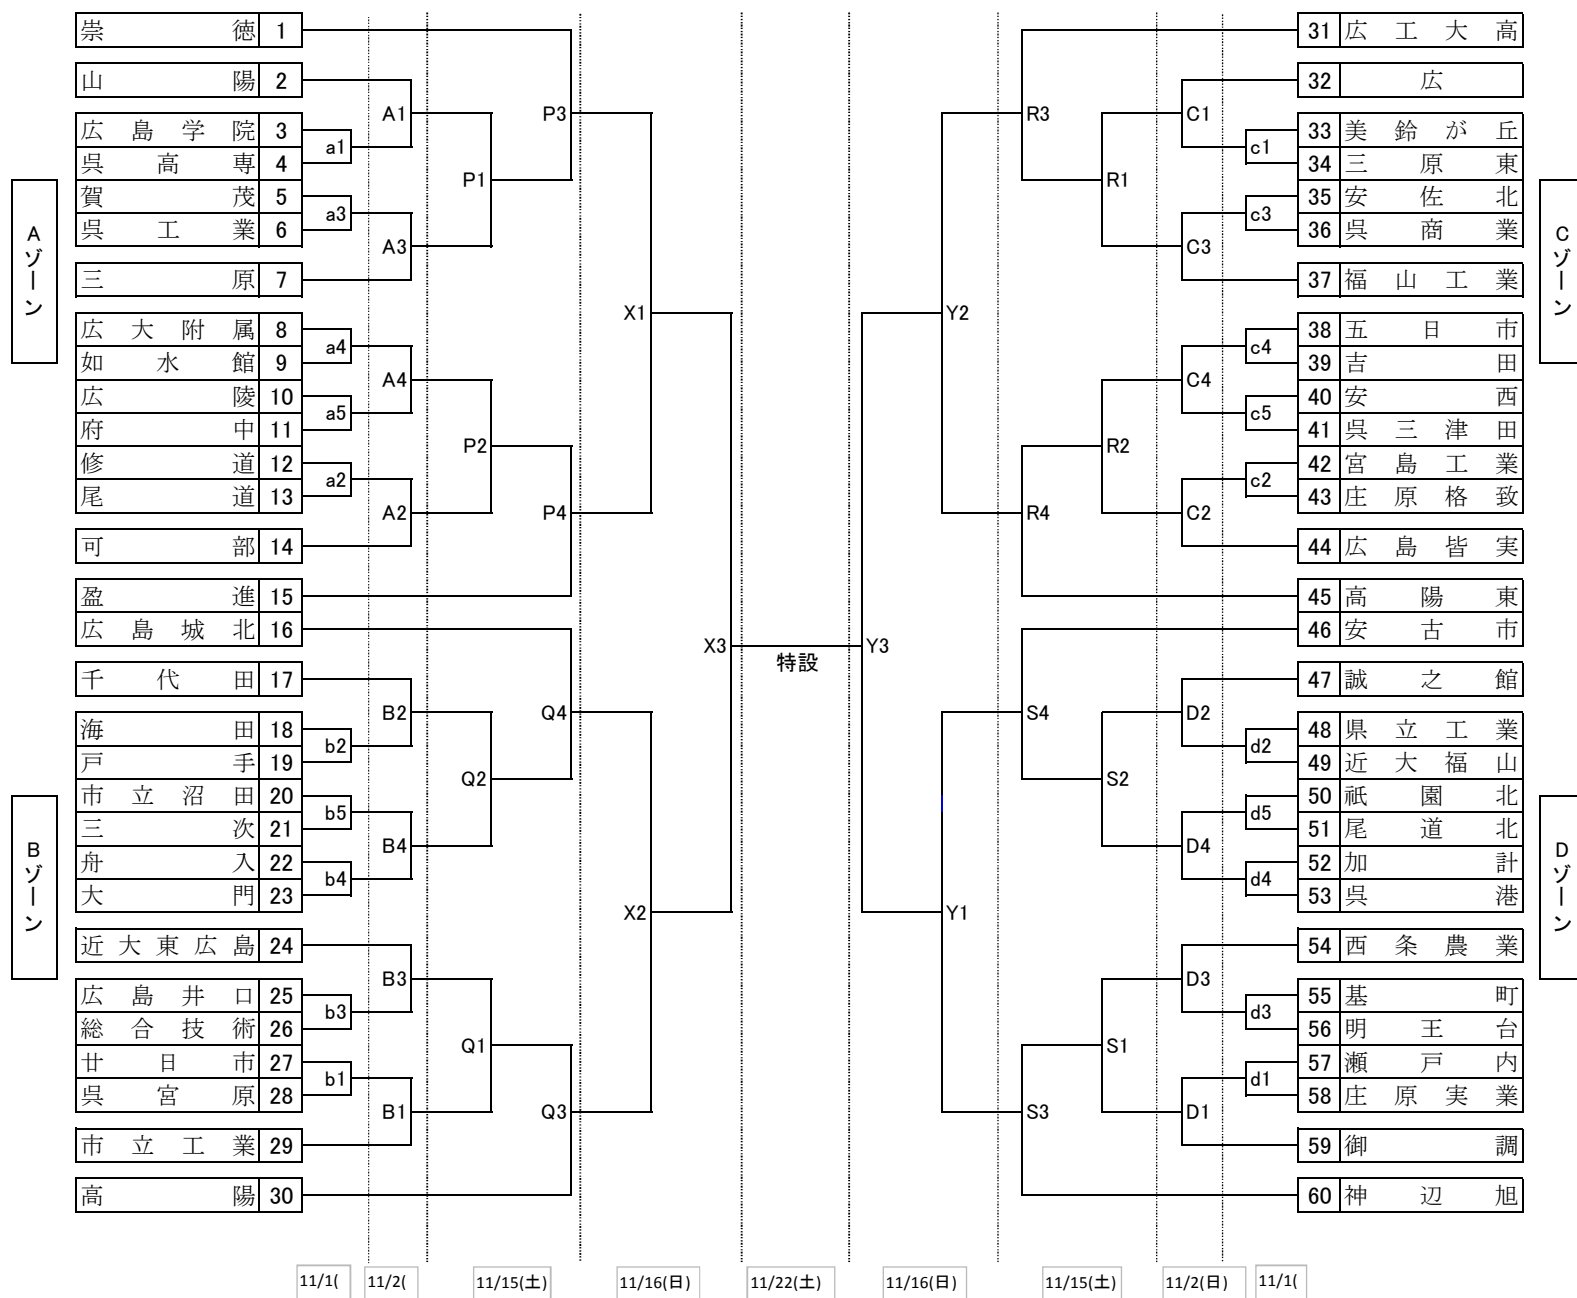 崇徳 1
山陽 2
広島学院 3
呉高専 4
賀茂 5
呉工業 6
三原 7
広大附属 8
如水館 9
広陵 10
府中 11
修道 12
尾道 13
可部 14
盈進 15
広島城北 16
千代田 17
海田 18
戸手 19
市立沼田 20
三次 21
舟入 22
大門 23
近大東広島 24
広島井口 25
総合技術 26
廿日市 27
呉宮原 28
市立工業 29
高陽 30
Aゾーン
Bゾーン
a1
a3
a4
a5
a2
b2
b5
b4
b3
b1
A1
A3
A4
A2
B2
B4
B3
B1
P1
P2
Q2
Q1
P3
P4
Q4
Q3
X1
X2
X3
特設
Y3
Y2
Y1
R3
R4
S4
S3
R1
R2
S2
S1
C1
C3
C4
C2
D2
D4
D3
D1
c1
c3
c4
c5
c2
d2
d5
d4
d3
d1
31 広工大高
32 広
33 美鈴が丘
34 三原東
35 安佐北
36 呉商業
37 福山工業
38 五日市
39 吉田
40 安西
41 呉三津田
42 宮島工業
43 庄原格致
44 広島皆実
45 高陽東
46 安古市
47 誠之館
48 県立工業
49 近大福山
50 祇園北
51 尾道北
52 加計
53 呉港
54 西条農業
55 基町
56 明王台
57 瀬戸内
58 庄原実業
59 御調
60 神辺旭
Cゾーン
Dゾーン
11/1(
11/2(
11/15(土)
11/16(日)
11/22(土)
11/16(日)
11/15(土)
11/2(日)
11/1(